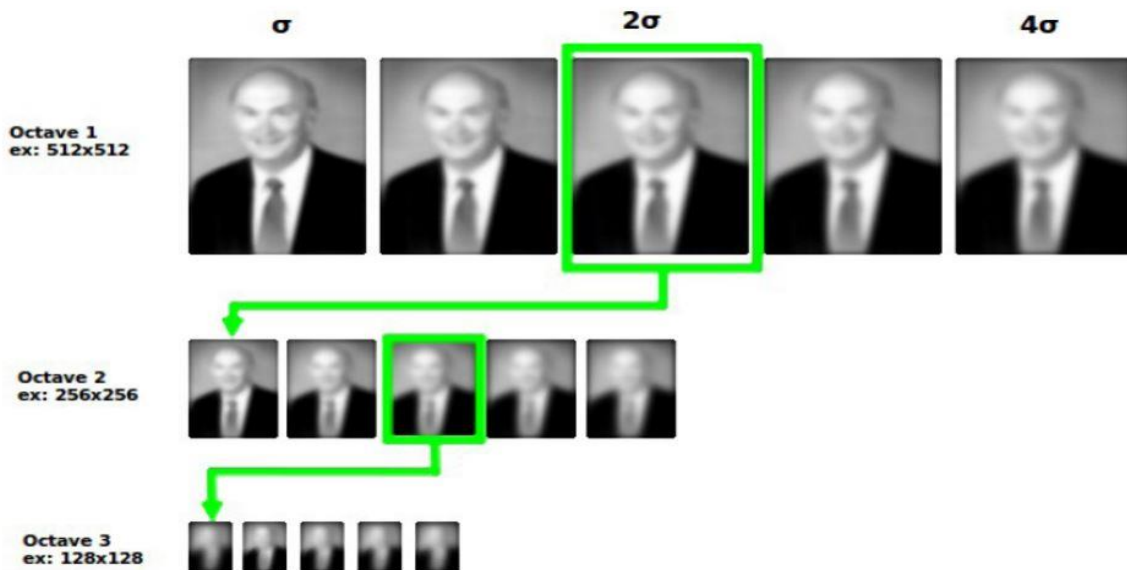 σ 2σ 4σ
Octave 1
ex: 512x512
Octave 2
ex: 256x256
Octave 3
ex: 128x128